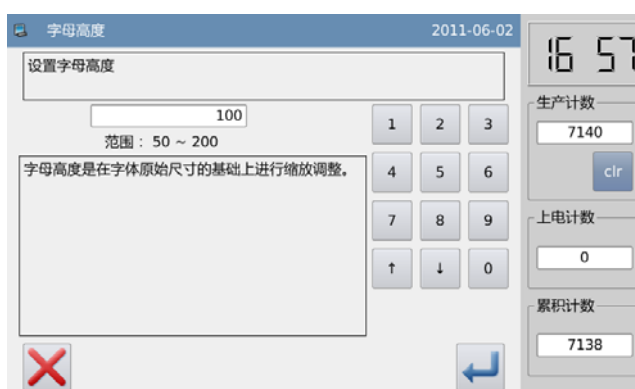 字母高度 2011-06-02
设置字母高度
100
范围： 50 ~ 200
字母高度是在字体原始尺寸的基础上进行缩放调整。
1 2 3
4 5 6
7 8 9
↑ ↓ 0
16 57
生产计数
7140
clr
上电计数
0
累积计数
7138